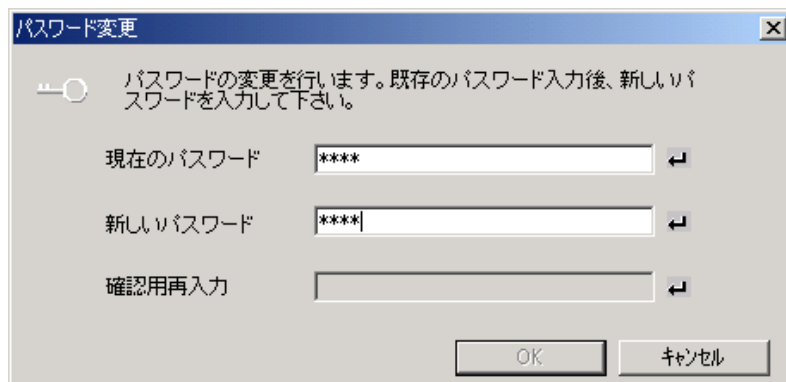 パスワード変更
パスワードの変更を行います。既存のパスワード入力後、新しいパ
スワードを入力して下さい。
現在のパスワード ****
新しいパスワード ****
確認用再入力
OK キャンセル